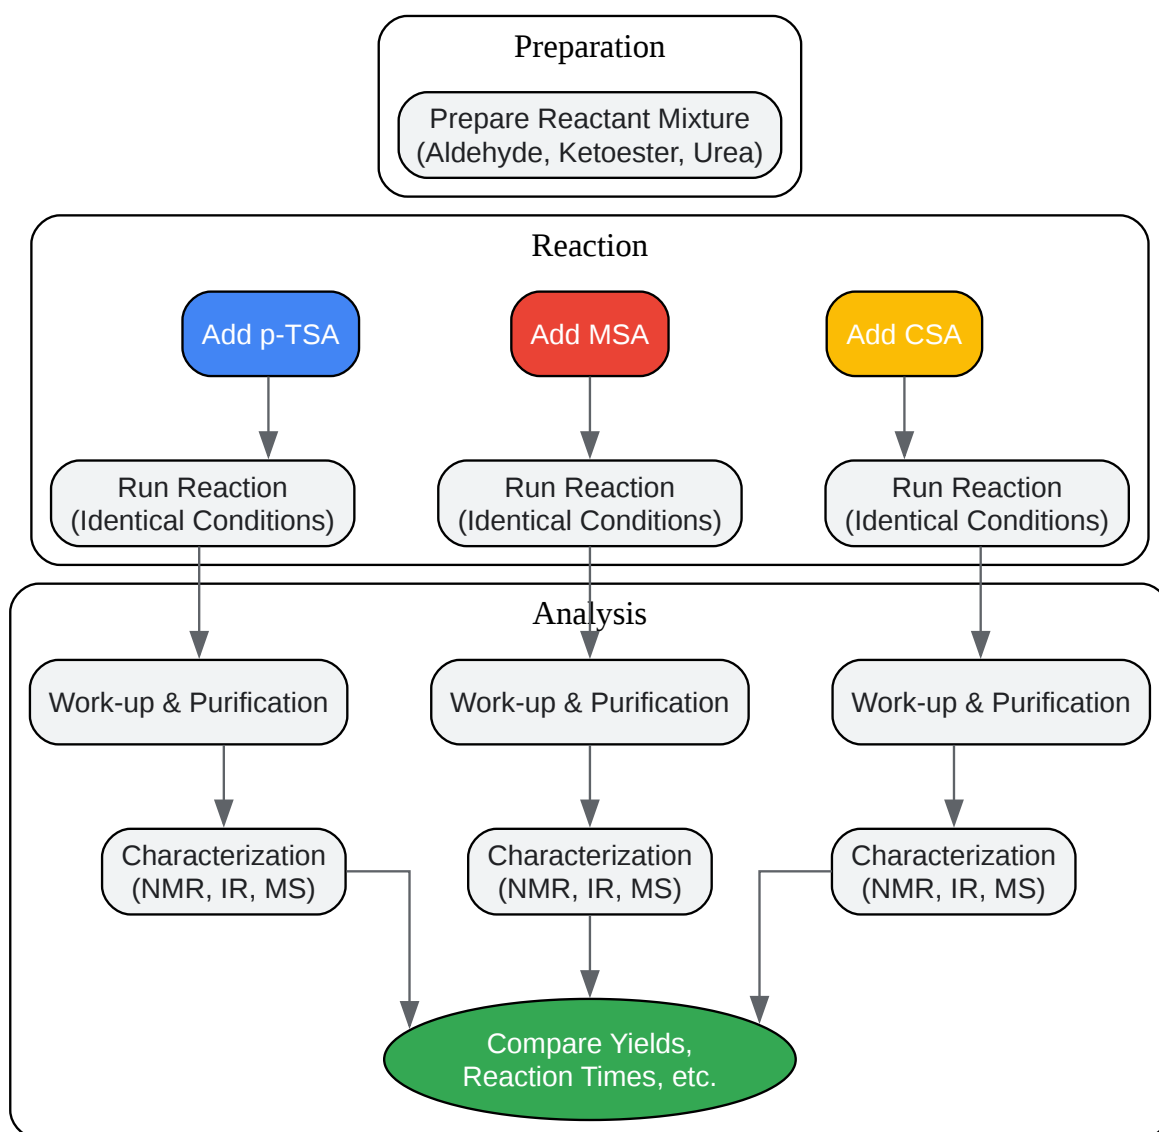 Preparation
Prepare Reactant Mixture
(Aldehyde, Ketoester, Urea)
Reaction
Add p-TSA
Add MSA
Add CSA
Run Reaction
(Identical Conditions)
Run Reaction
(Identical Conditions)
Run Reaction
(Identical Conditions)
Analysis
Work-up & Purification
Work-up & Purification
Work-up & Purification
Characterization
(NMR, IR, MS)
Characterization
(NMR, IR, MS)
Characterization
(NMR, IR, MS)
Compare Yields,
Reaction Times, etc.